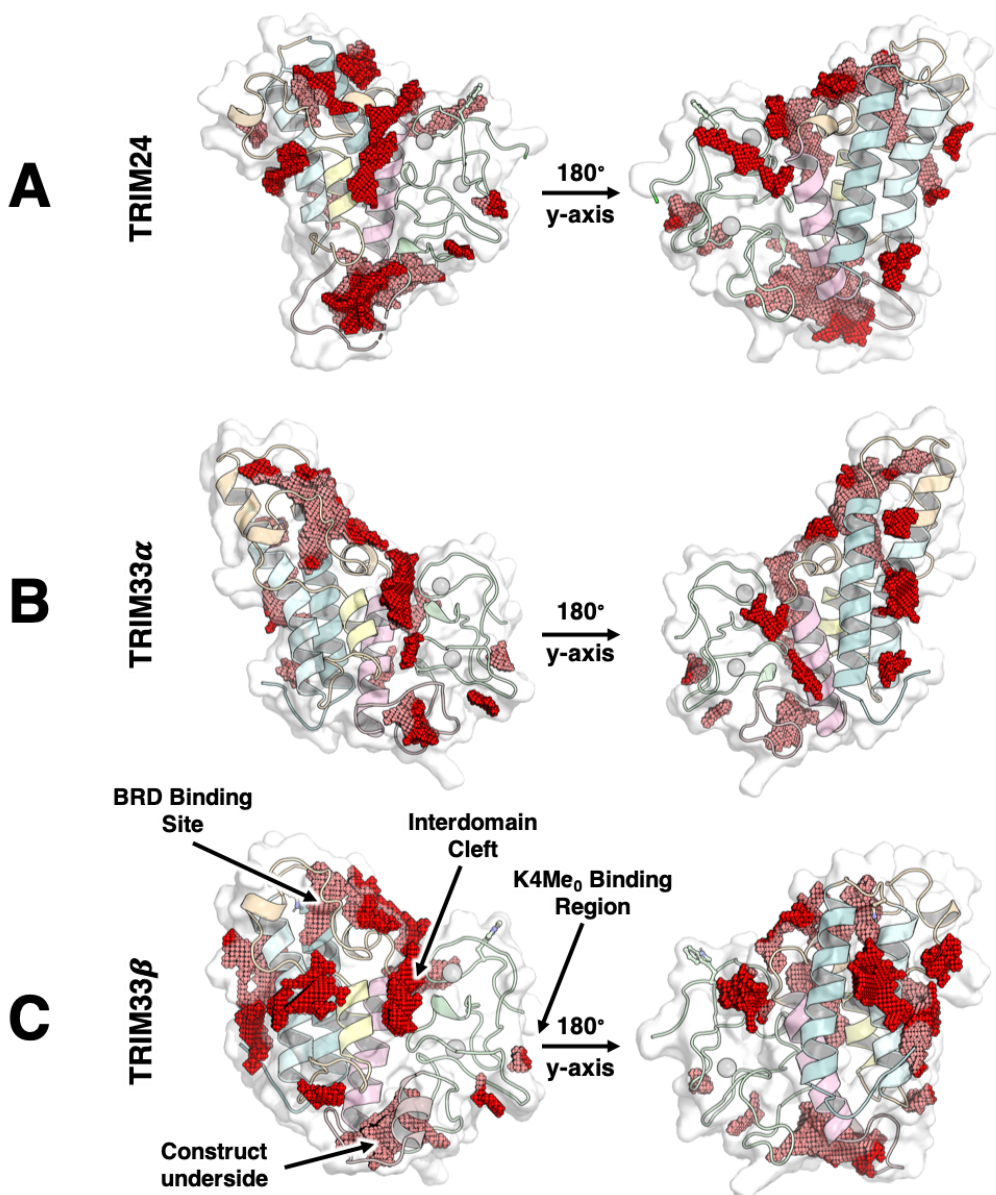 A
TRIM24
180°
y-axis
B
TRIM33α
180°
y-axis
C
TRIM33β
BRD Binding
Site
Interdomain
Cleft
K4Me₀ Binding
Region
180°
y-axis
Construct
underside